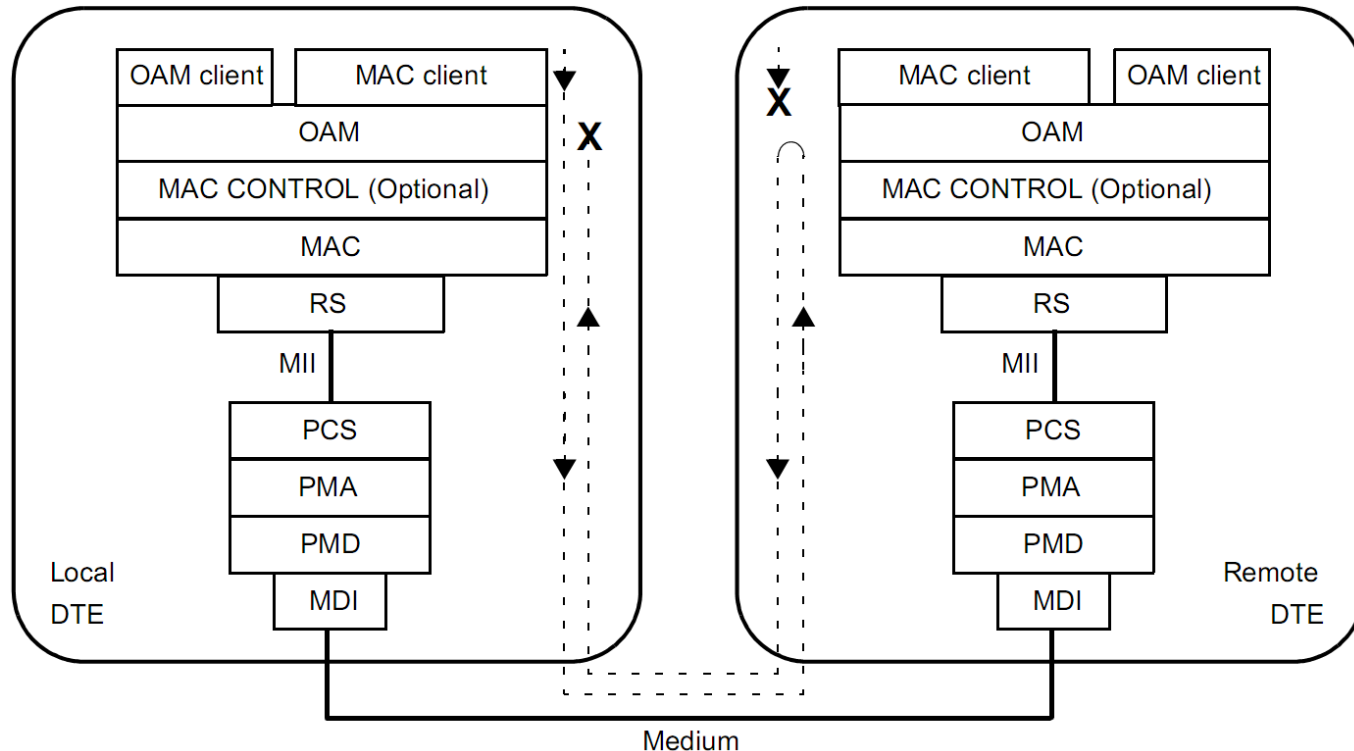 OAM client
MAC client
OAM
X
MAC CONTROL (Optional)
MAC
RS
MII
PCS
PMA
PMD
MDI
Local
DTE
MAC client
OAM client
X
OAM
MAC CONTROL (Optional)
MAC
RS
MII
PCS
PMA
PMD
MDI
Remote
DTE
Medium